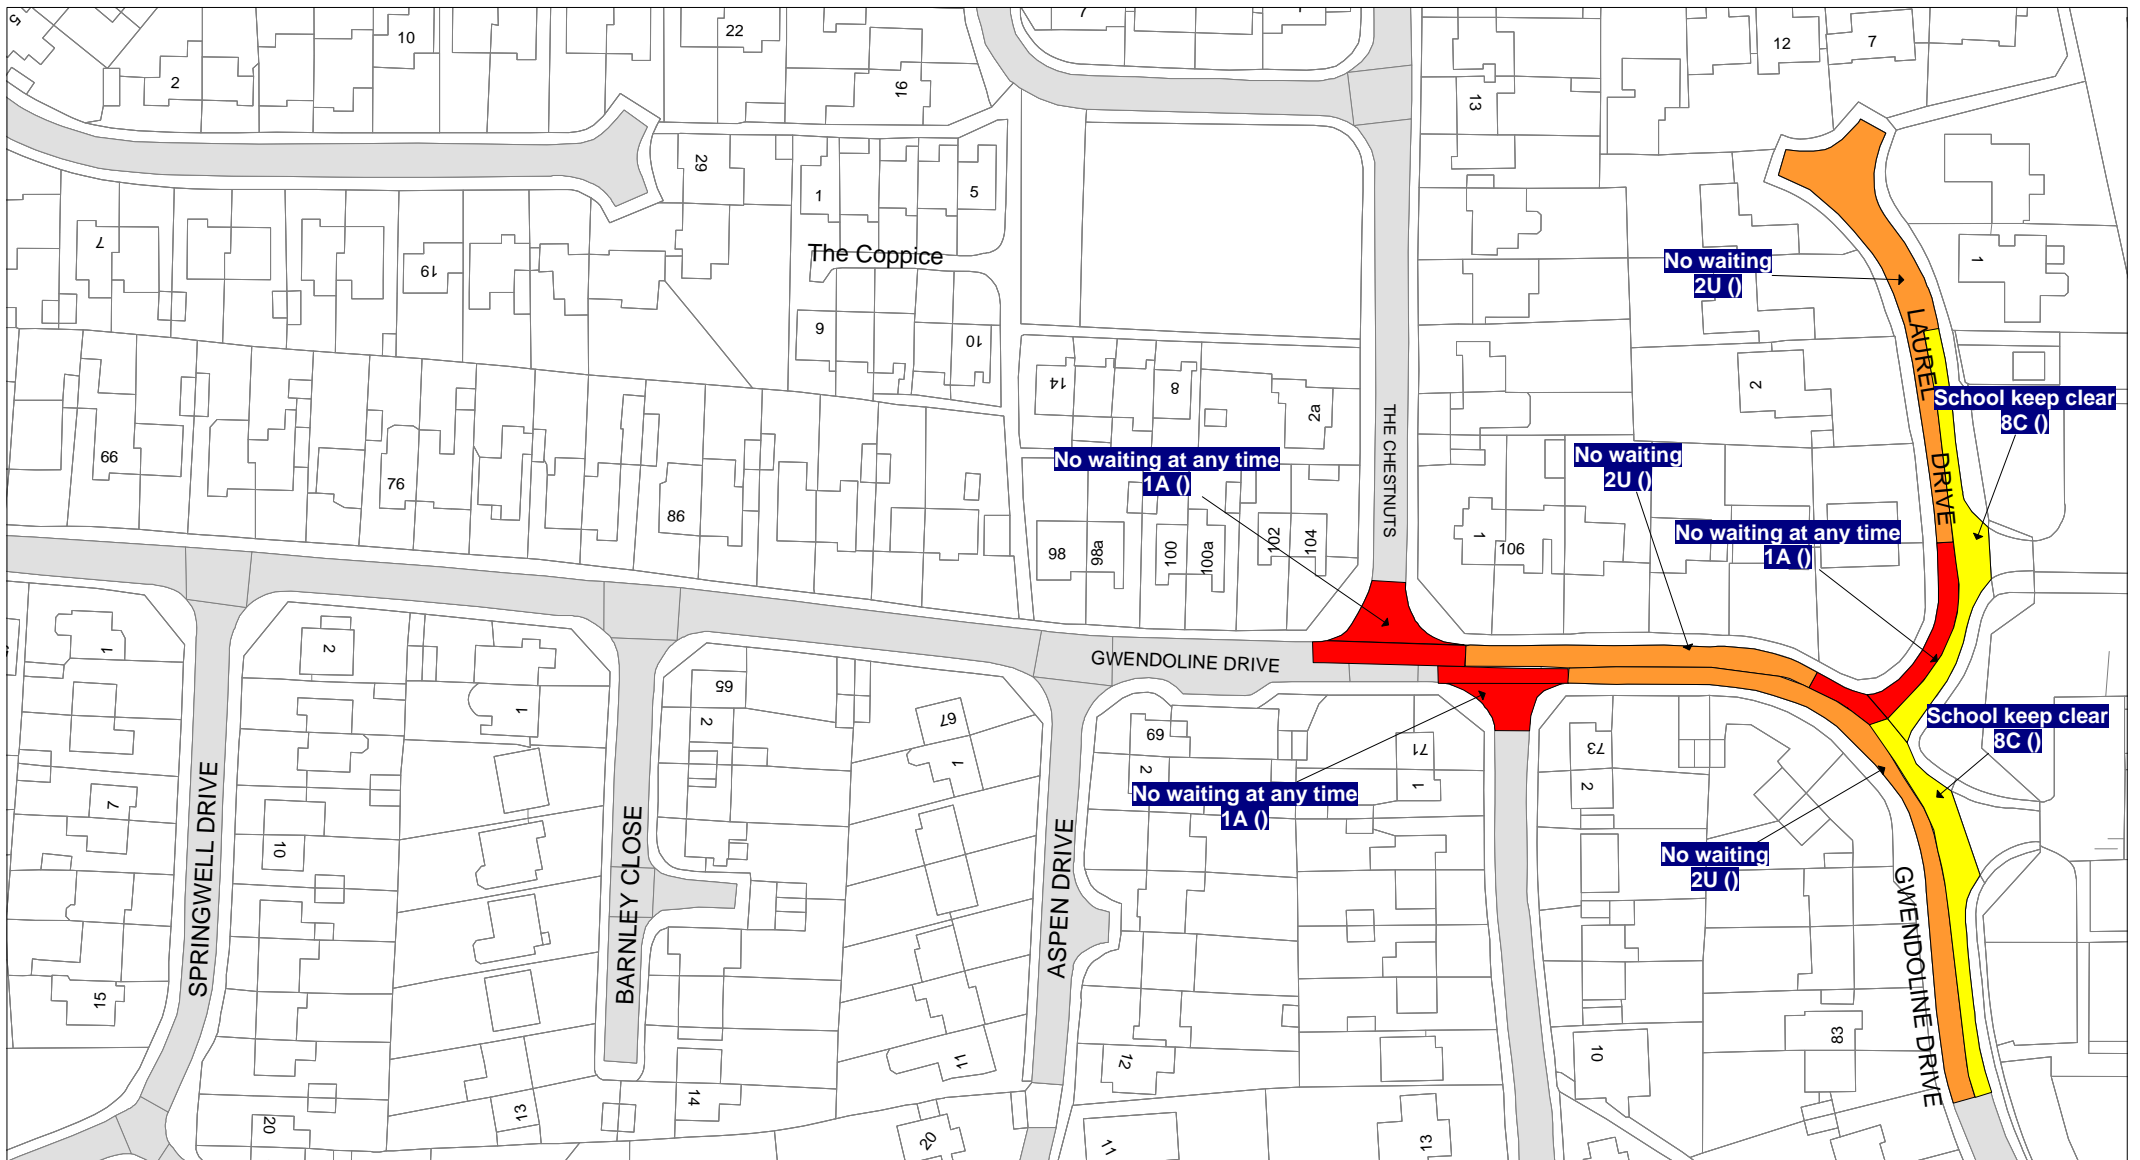 5
2
10
22
16
7
13
12
7
29
1
5
The Coppice
7
19
9
10
1
No waiting
2U ()
LAUREL
DRIVE
14
8
2a
2
THE CHESTNUTS
School keep clear
8C ()
66
76
86
No waiting at any time
1A ()
No waiting
2U ()
No waiting at any time
1A ()
98
98a
100
100a
102
104
1
106
1
2
GWENDOLINE DRIVE
65
2
1
67
1
69
2
71
1
73
2
School keep clear
8C ()
No waiting at any time
1A ()
No waiting
2U ()
7
10
SPRINGWELL DRIVE
BARNLEY CLOSE
ASPEN DRIVE
GWENDOLINE DRIVE
15
20
13
14
11
12
20
11
13
10
83